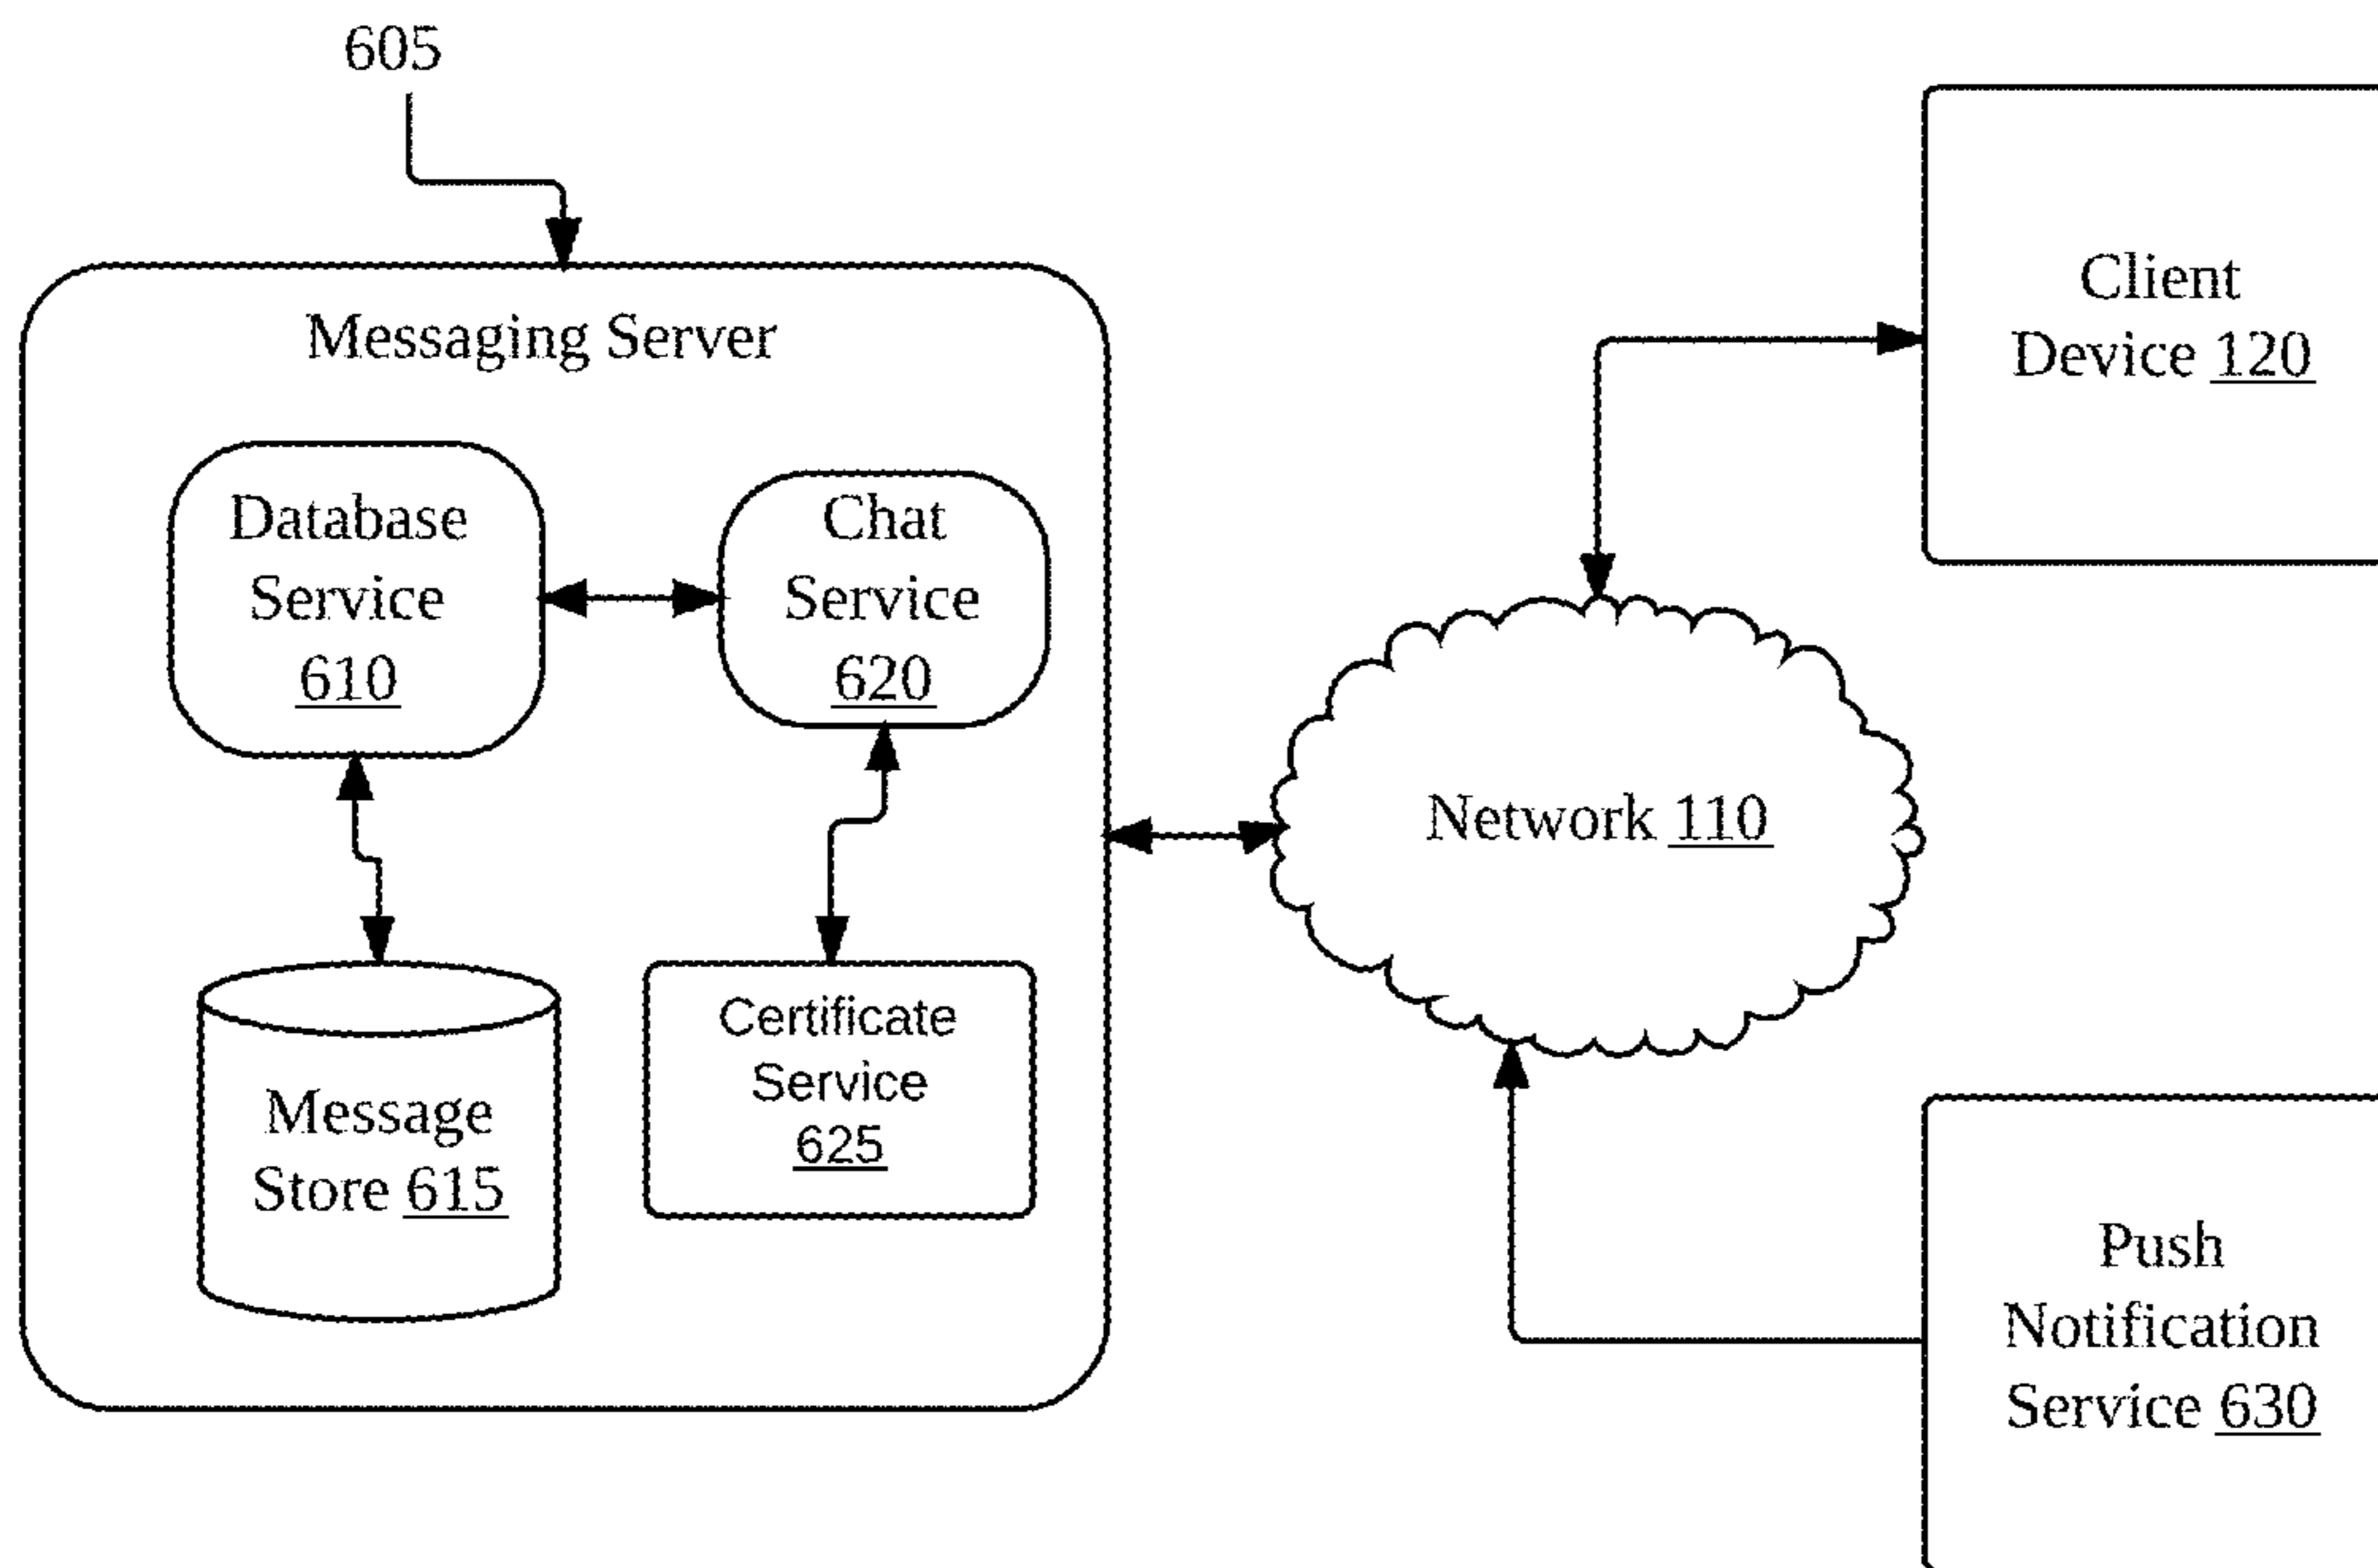 605
Messaging Server
Database
Service
610
Chat
Service
620
Message
Store 615
Certificate
Service
625
Network 110
Client
Device 120
Push
Notification
Service 630